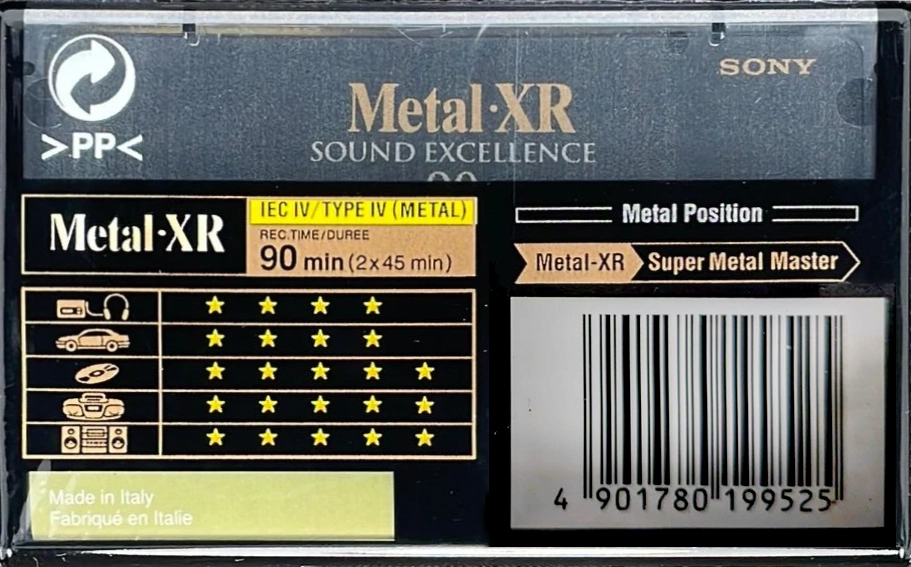 SONY
Metal·XR
SOUND EXCELLENCE
>PP<
Metal·XR
IEC IV/TYPE IV (METAL)
REC.TIME/DUREE
90 min (2x45 min)
Metal Position
Metal-XR Super Metal Master
4 901780 199525
Made in Italy
Fabriqué en Italie